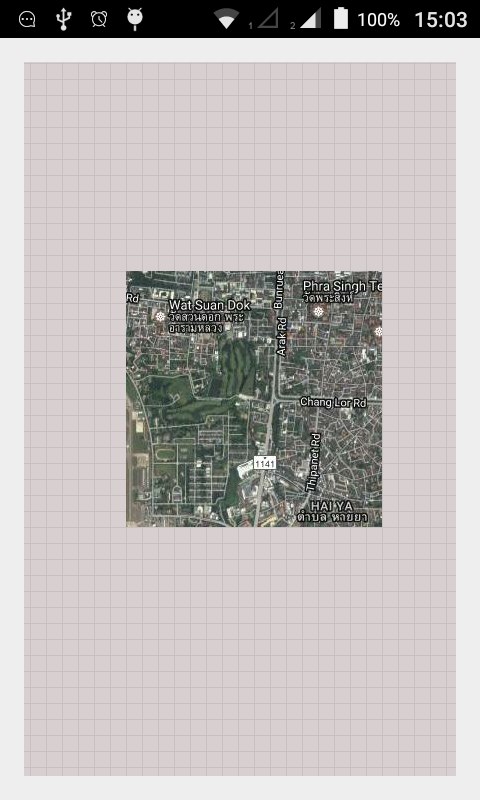 1 2 100% 15:03
Rd
Wat Suan Dok
วัดสวนดอก พระ
อารามหลวง
Bunruea
Phra Singh Te
วัดพระสิงห์
Arak Rd
Chang Lor Rd
Thipanet Rd
1141
HAI YA
ตำบล หายยา